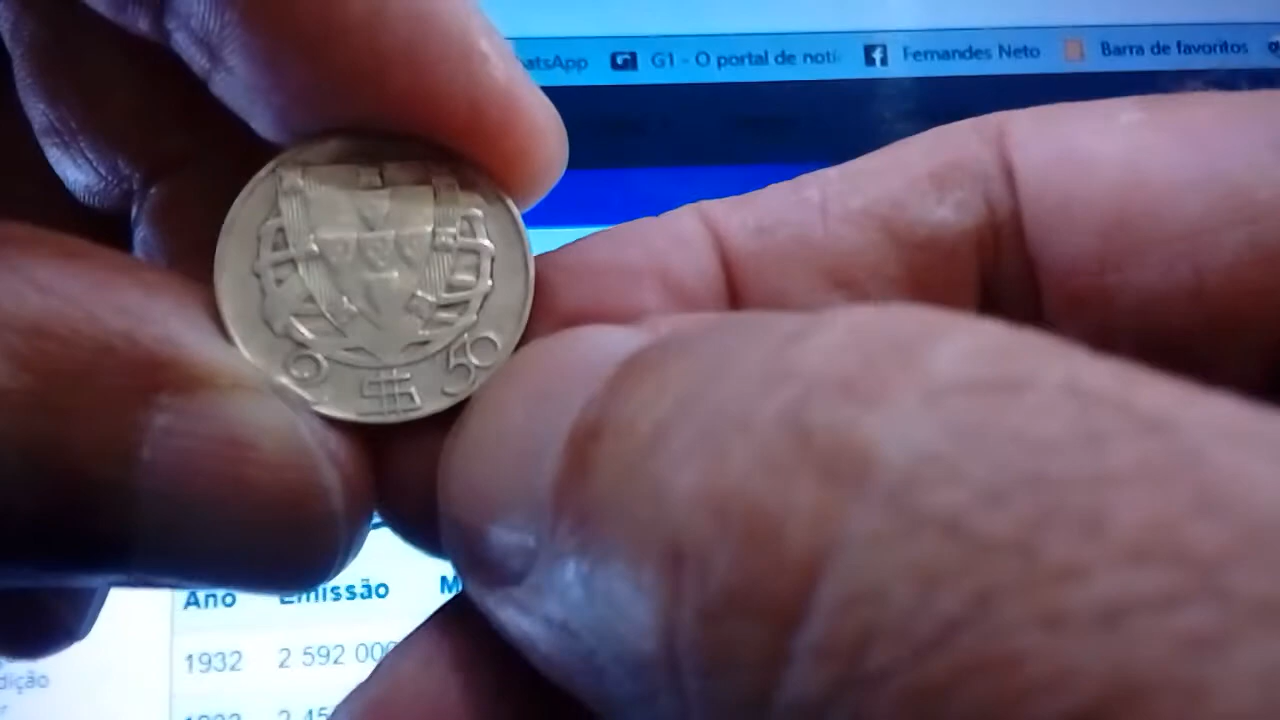 G1 - O portal de notí
Fernandes Neto
Barra de favoritos
2$50
Ano Emissão
1932 2 592 000